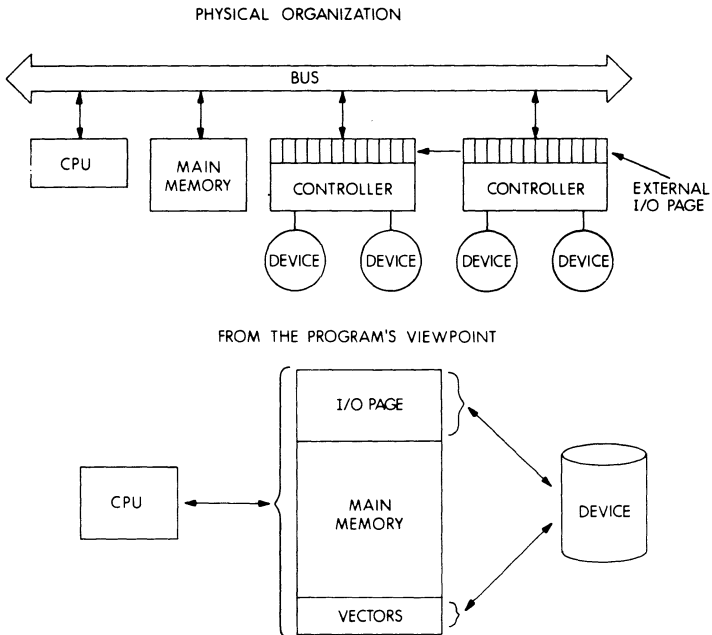 PHYSICAL ORGANIZATION
BUS
CPU
MAIN
MEMORY
CONTROLLER
CONTROLLER
EXTERNAL
I/O PAGE
DEVICE
DEVICE
DEVICE
DEVICE
FROM THE PROGRAM'S VIEWPOINT
I/O PAGE
CPU
MAIN
MEMORY
DEVICE
VECTORS